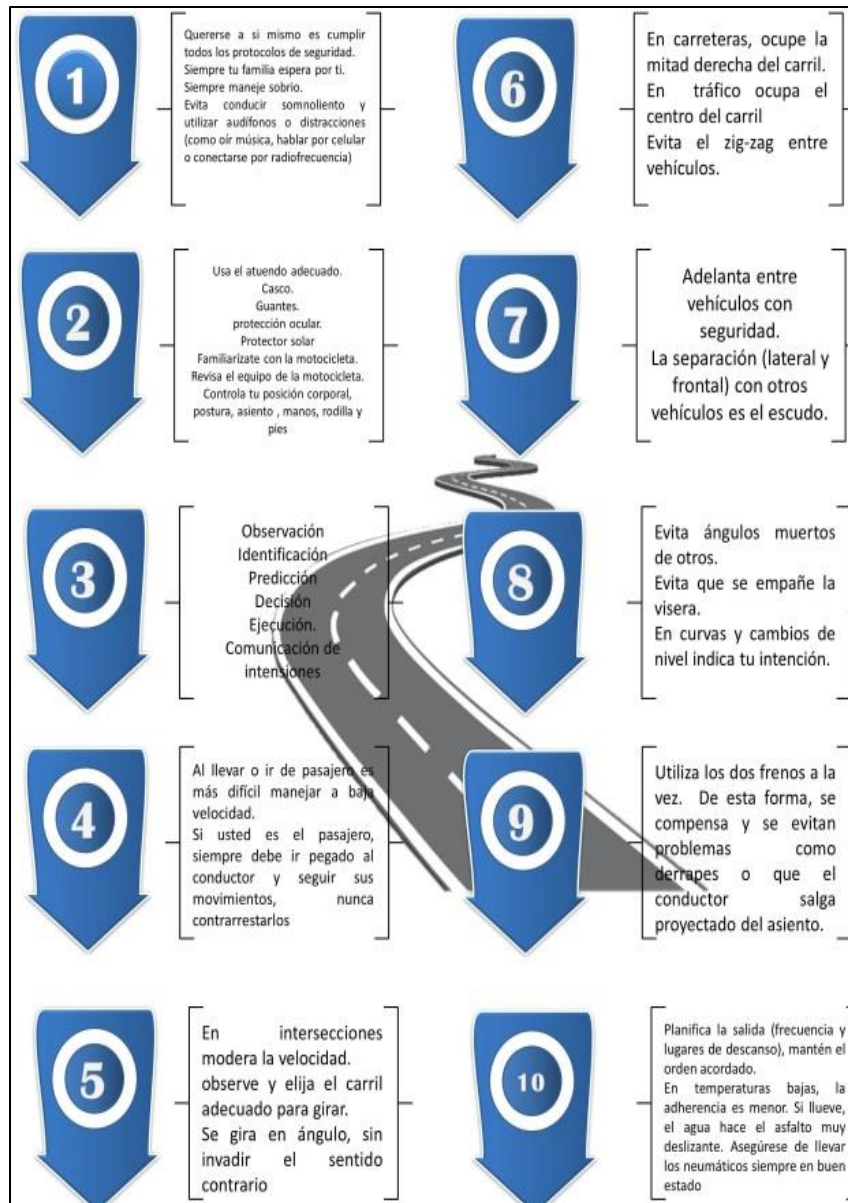 1
Quererse a si mismo es cumplir
todos los protocolos de seguridad.
Siempre tu familia espera por ti.
Siempre maneje sobrio.
Evita conducir somnoliento y
utilizar audífonos o distracciones
(como oír música, hablar por celular
o conectarse por radiofrecuencia)
2
Usa el atuendo adecuado.
Casco.
Guantes.
protección ocular.
Protector solar
Familiarízate con la motocicleta.
Revisa el equipo de la motocicleta.
Controla tu posición corporal,
postura, asiento , manos, rodilla y
pies
3
Observación
Identificación
Predicción
Decisión
Ejecución.
Comunicación de
intensiones
4
Al llevar o ir de pasajero es
más difícil manejar a baja
velocidad.
Si usted es el pasajero,
siempre debe ir pegado al
conductor y seguir sus
movimientos, nunca
contrarrestarlos
5
En intersecciones
modera la velocidad.
observe y elija el carril
adecuado para girar.
Se gira en ángulo, sin
invadir el sentido
contrario
6
En carreteras, ocupe la
mitad derecha del carril.
En tráfico ocupa el
centro del carril
Evita el zig-zag entre
vehículos.
7
Adelanta entre
vehículos con
seguridad.
La separación (lateral y
frontal) con otros
vehículos es el escudo.
8
Evita ángulos muertos
de otros.
Evita que se empañe la
visera.
En curvas y cambios de
nivel indica tu intención.
9
Utiliza los dos frenos a la
vez. De esta forma, se
compensa y se evitan
problemas como
derrapes o que el
conductor salga
proyectado del asiento.
10
Planifica la salida (frecuencia y
lugares de descanso), mantén el
orden acordado.
En temperaturas bajas, la
adherencia es menor. Si llueve,
el agua hace el asfalto muy
deslizante. Asegúrese de llevar
los neumáticos siempre en buen
estado